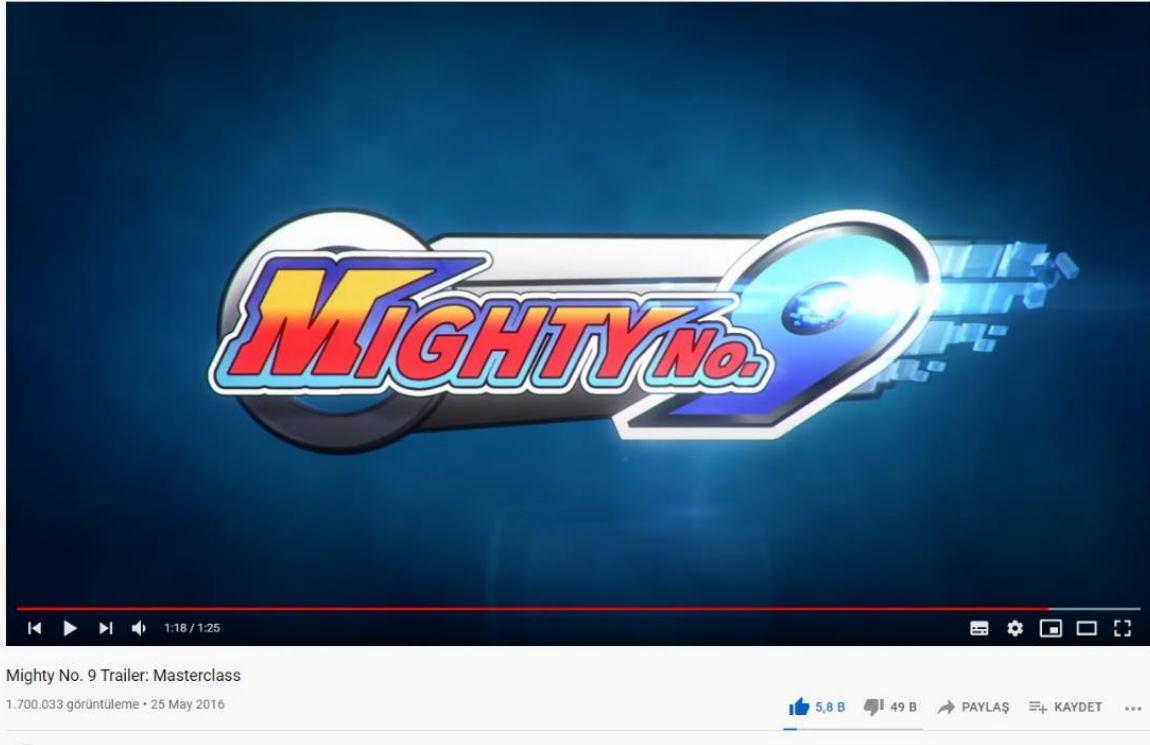 MIGHTY No. 9
1:18 / 1:25
Mighty No. 9 Trailer: Masterclass
1.700.033 görüntüleme • 25 May 2016
5,8 B 49 B PAYLAŞ KAYDET